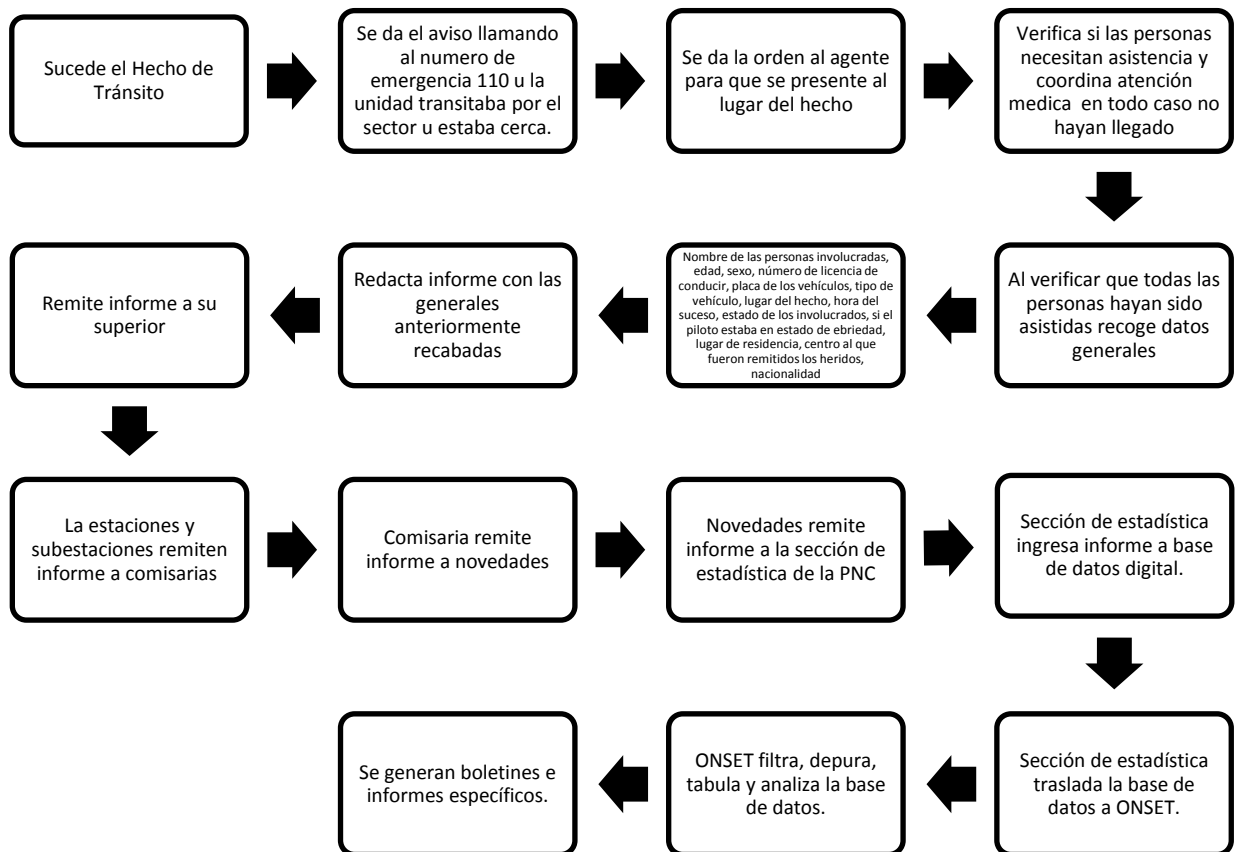 Sucede el Hecho de
Tránsito
Se da el aviso llamando
al numero de
emergencia 110 u la
unidad transitaba por el
sector u estaba cerca.
Se da la orden al agente
para que se presente al
lugar del hecho
Verifica si las personas
necesitan asistencia y
coordina atención
medica en todo caso no
hayan llegado
Al verificar que todas las
personas hayan sido
asistidas recoge datos
generales
Nombre de las personas involucradas,
edad, sexo, número de licencia de
conducir, placa de los vehículos, tipo de
vehículo, lugar del hecho, hora del
suceso, estado de los involucrados, si el
piloto estaba en estado de ebriedad,
lugar de residencia, centro al que
fueron remitidos los heridos,
nacionalidad
Redacta informe con las
generales
anteriormente
recabadas
Remite informe a su
superior
La estaciones y
subestaciones remiten
informe a comisarias
Comisaria remite
informe a novedades
Novedades remite
informe a la sección de
estadística de la PNC
Sección de estadística
ingresa informe a base
de datos digital.
Sección de estadística
traslada la base de
datos a ONSET.
ONSET filtra, depura,
tabula y analiza la base
de datos.
Se generan boletines e
informes específicos.